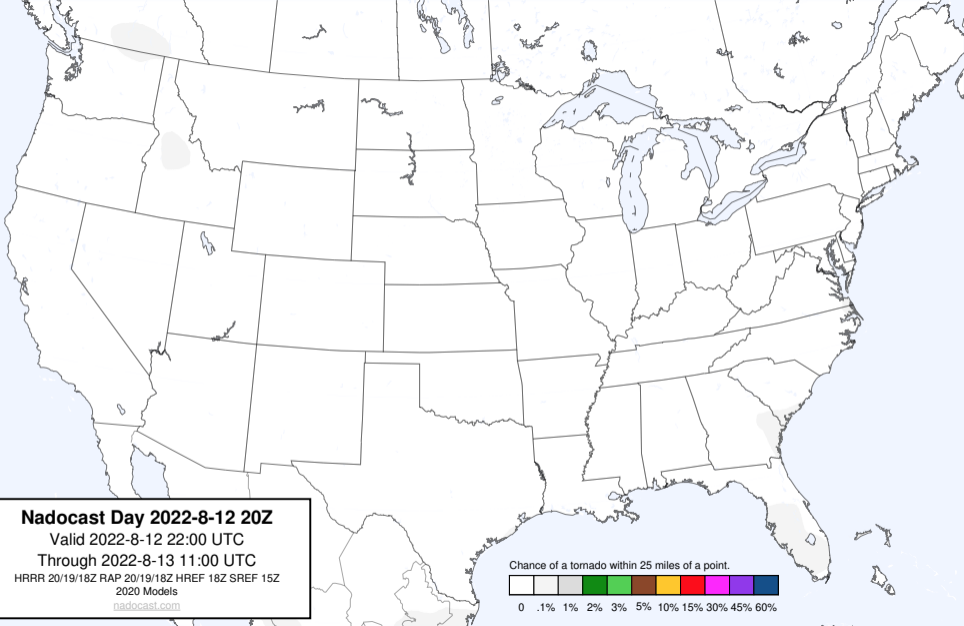 Nadocast Day 2022-8-12 20Z
Valid 2022-8-12 22:00 UTC
Through 2022-8-13 11:00 UTC
HRRR 20/19/18Z RAP 20/19/18Z HREF 18Z SREF 15Z
2020 Models
nadocast.com
Chance of a tornado within 25 miles of a point.
0 .1% 1% 2% 3% 5% 10% 15% 30% 45% 60%